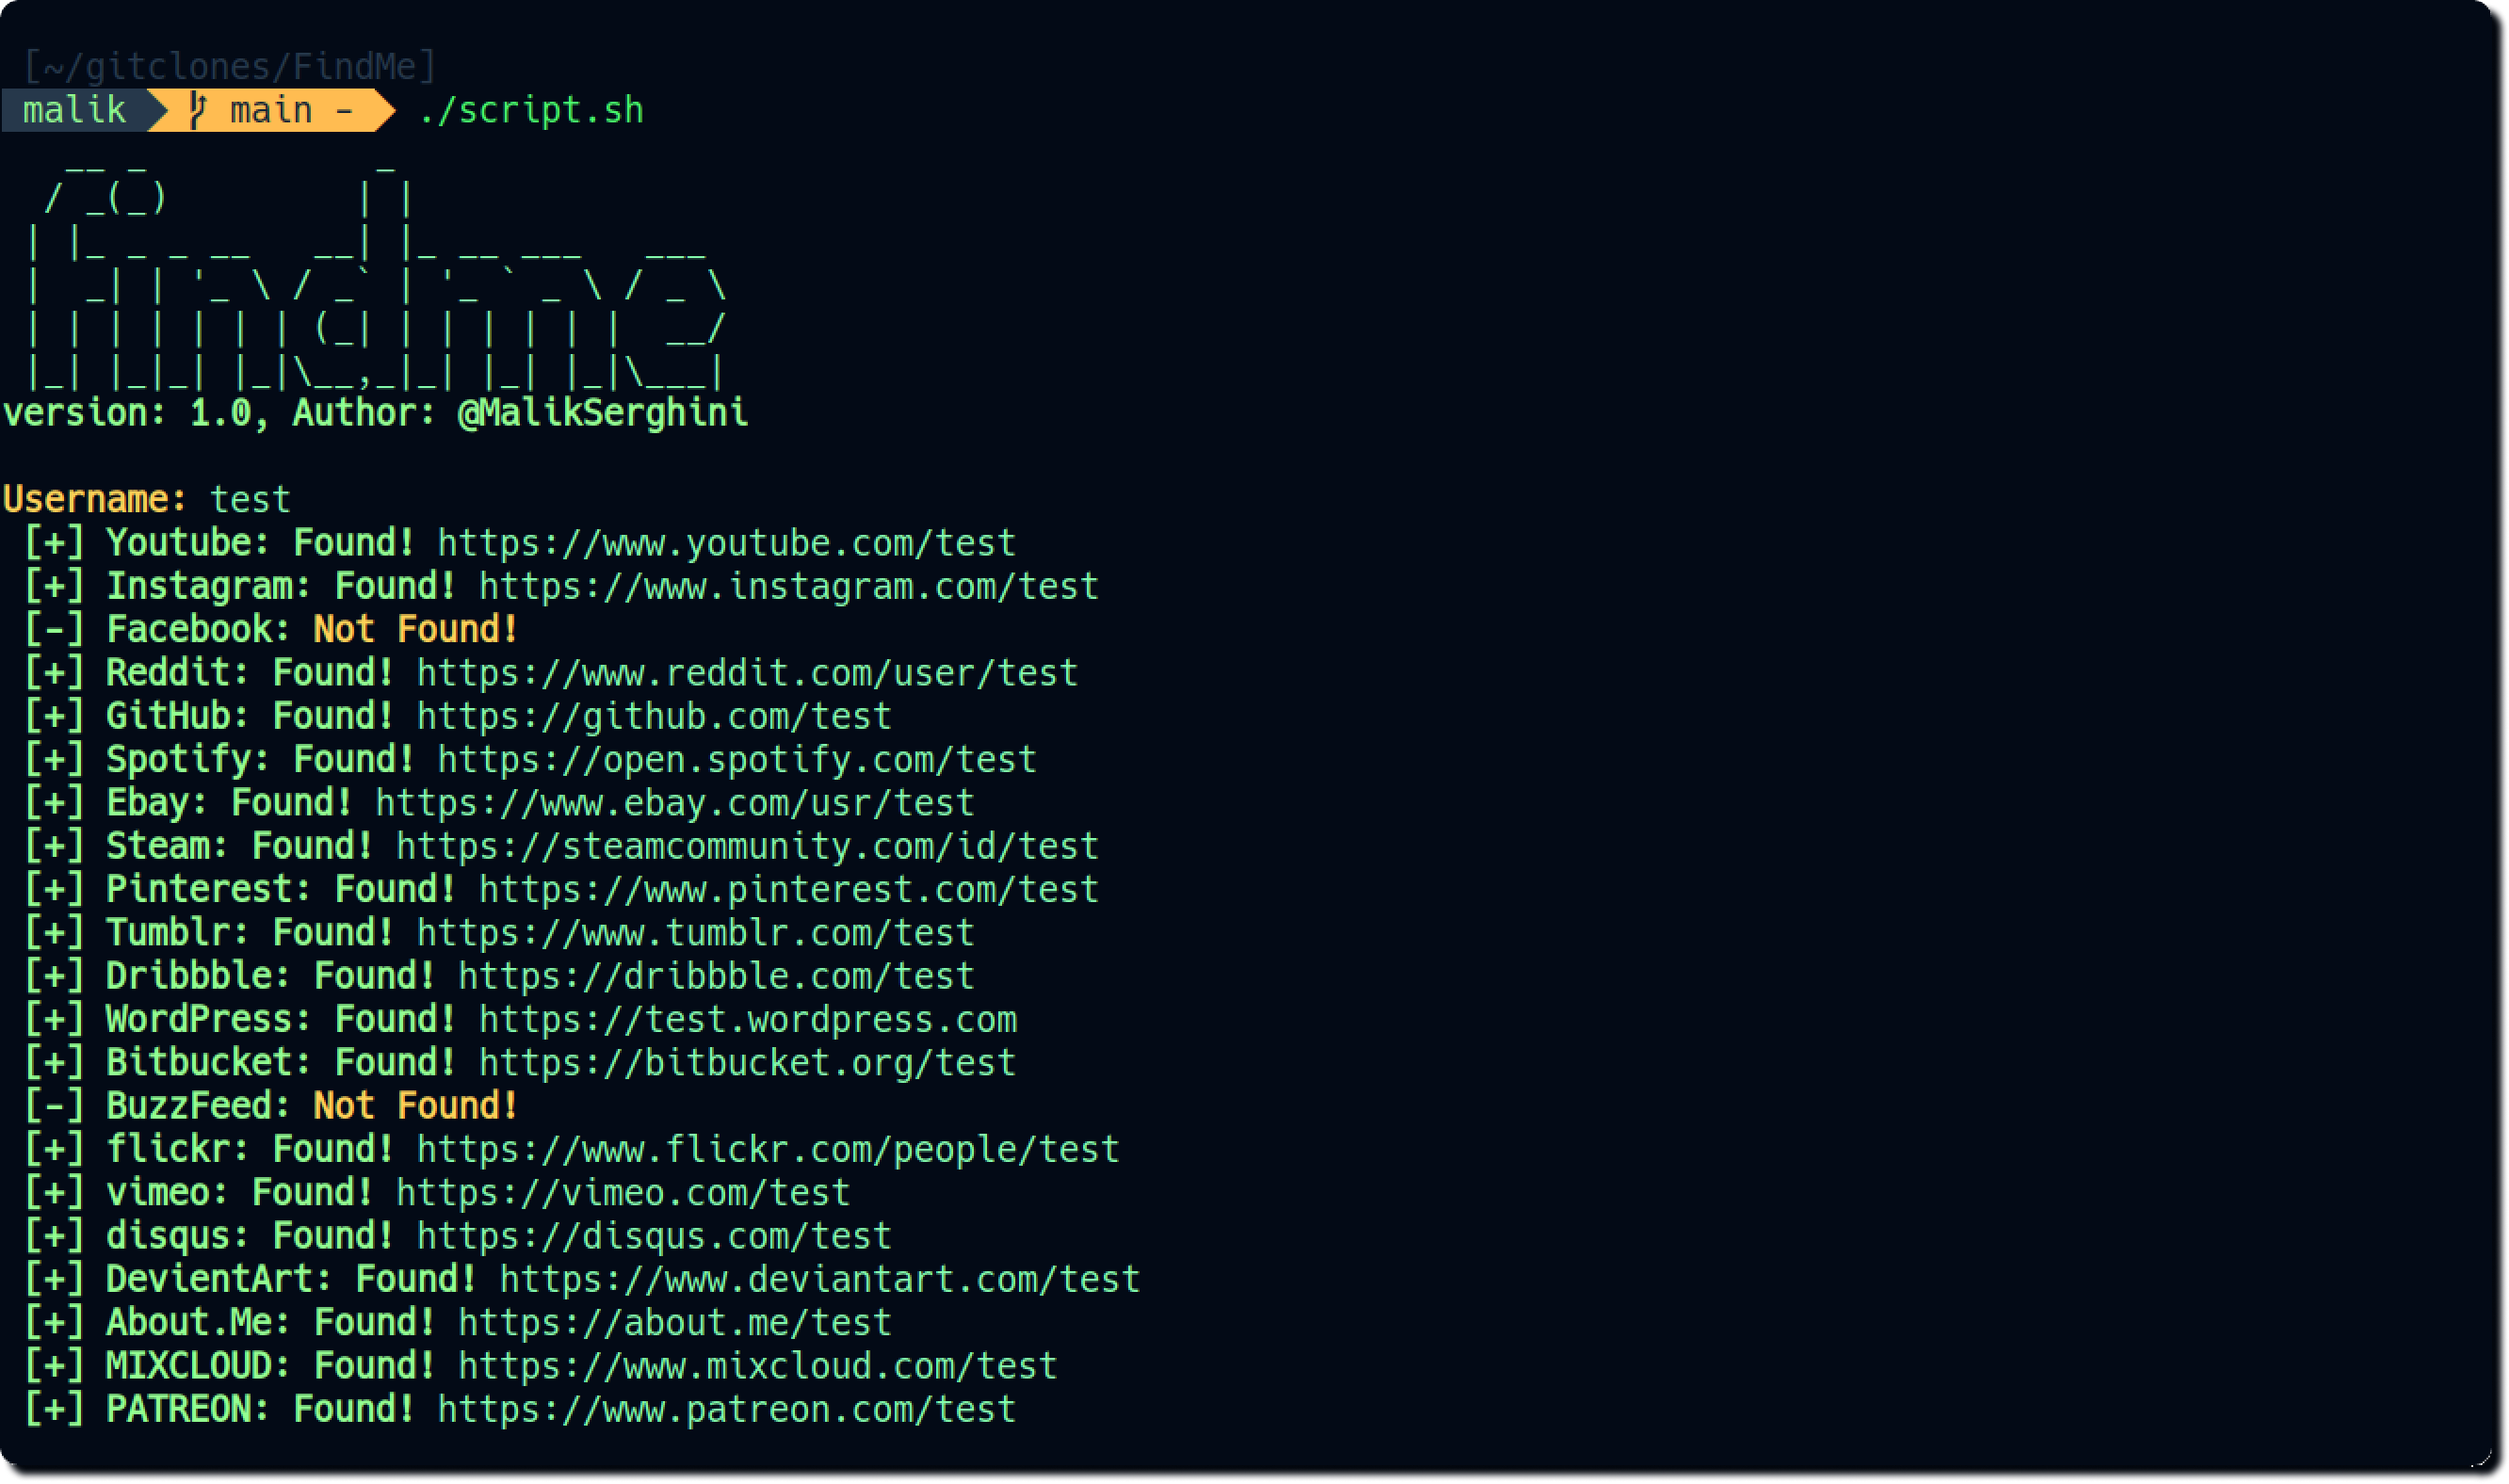 [~/gitclones/FindMe]
malik main - ./script.sh
findme
version: 1.0, Author: @MalikSerghini
Username: test
[+] Youtube: Found! https://www.youtube.com/test
[+] Instagram: Found! https://www.instagram.com/test
[-] Facebook: Not Found!
[+] Reddit: Found! https://www.reddit.com/user/test
[+] GitHub: Found! https://github.com/test
[+] Spotify: Found! https://open.spotify.com/test
[+] Ebay: Found! https://www.ebay.com/usr/test
[+] Steam: Found! https://steamcommunity.com/id/test
[+] Pinterest: Found! https://www.pinterest.com/test
[+] Tumblr: Found! https://www.tumblr.com/test
[+] Dribbble: Found! https://dribbble.com/test
[+] WordPress: Found! https://test.wordpress.com
[+] Bitbucket: Found! https://bitbucket.org/test
[-] BuzzFeed: Not Found!
[+] flickr: Found! https://www.flickr.com/people/test
[+] vimeo: Found! https://vimeo.com/test
[+] disqus: Found! https://disqus.com/test
[+] DevientArt: Found! https://www.deviantart.com/test
[+] About.Me: Found! https://about.me/test
[+] MIXCLOUD: Found! https://www.mixcloud.com/test
[+] PATREON: Found! https://www.patreon.com/test